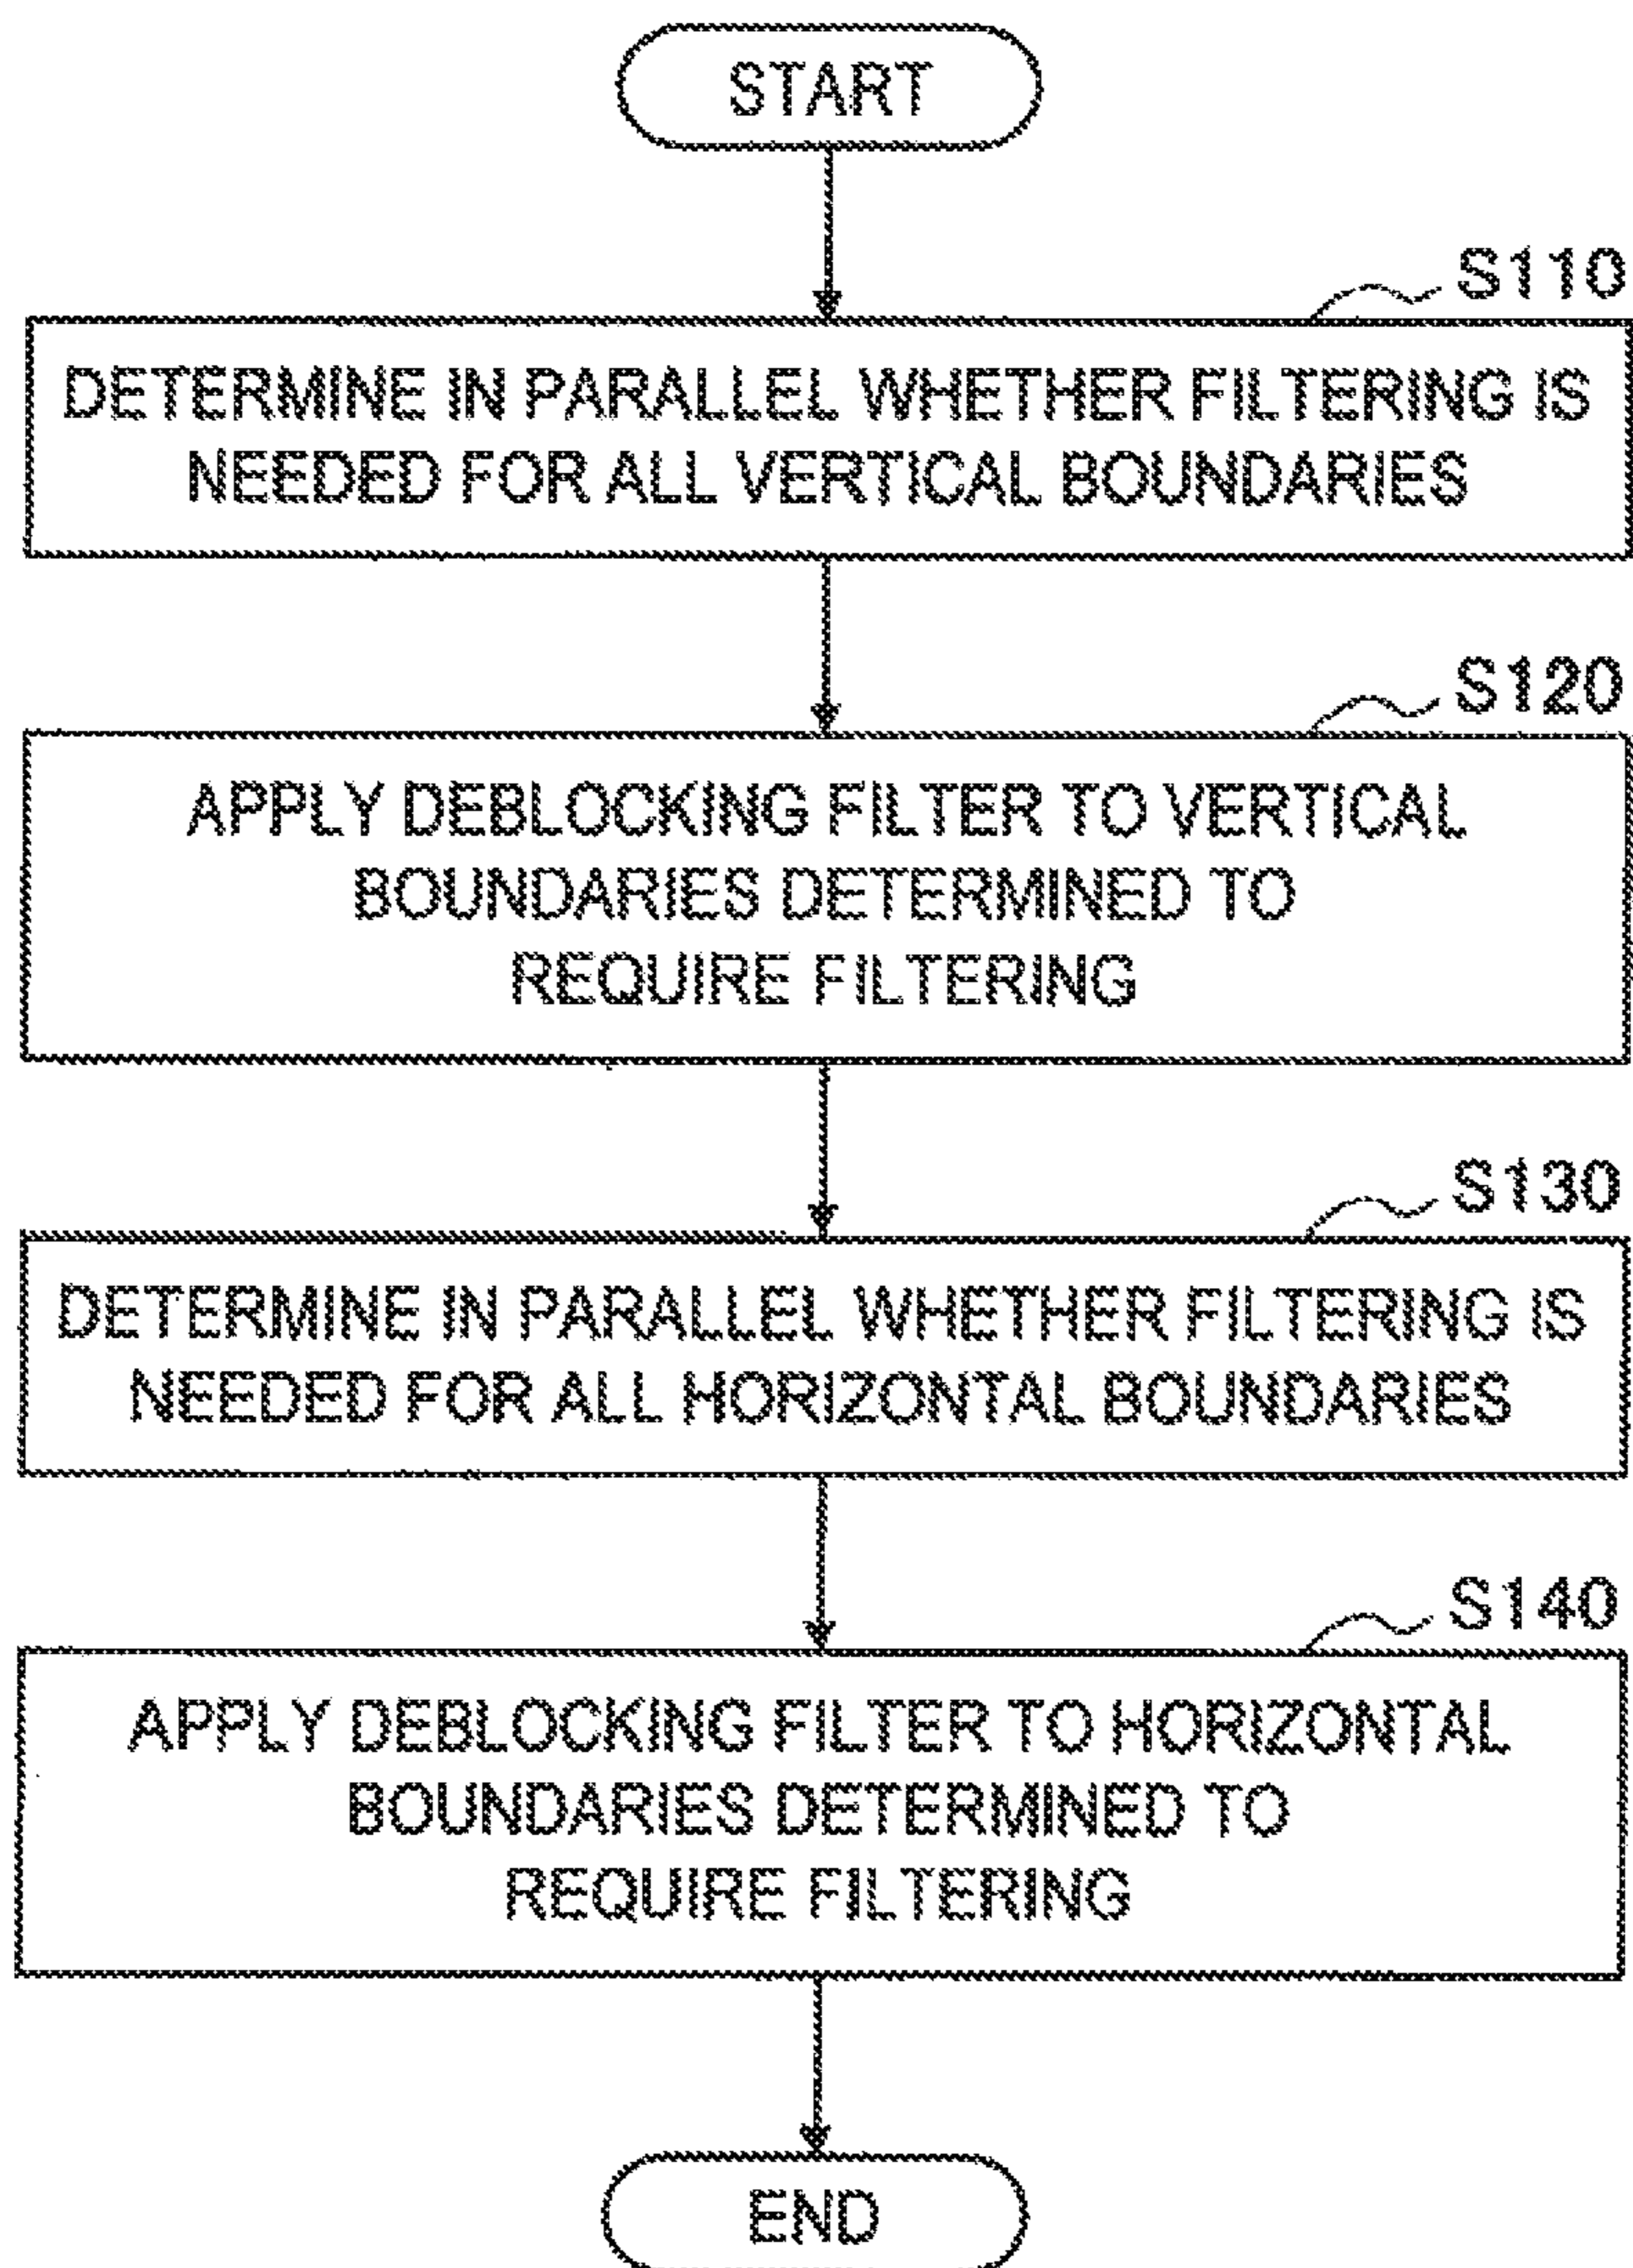 START
S110
DETERMINE IN PARALLEL WHETHER FILTERING IS
NEEDED FOR ALL VERTICAL BOUNDARIES
S120
APPLY DEBLOCKING FILTER TO VERTICAL
BOUNDARIES DETERMINED TO
REQUIRE FILTERING
S130
DETERMINE IN PARALLEL WHETHER FILTERING IS
NEEDED FOR ALL HORIZONTAL BOUNDARIES
S140
APPLY DEBLOCKING FILTER TO HORIZONTAL
BOUNDARIES DETERMINED TO
REQUIRE FILTERING
END